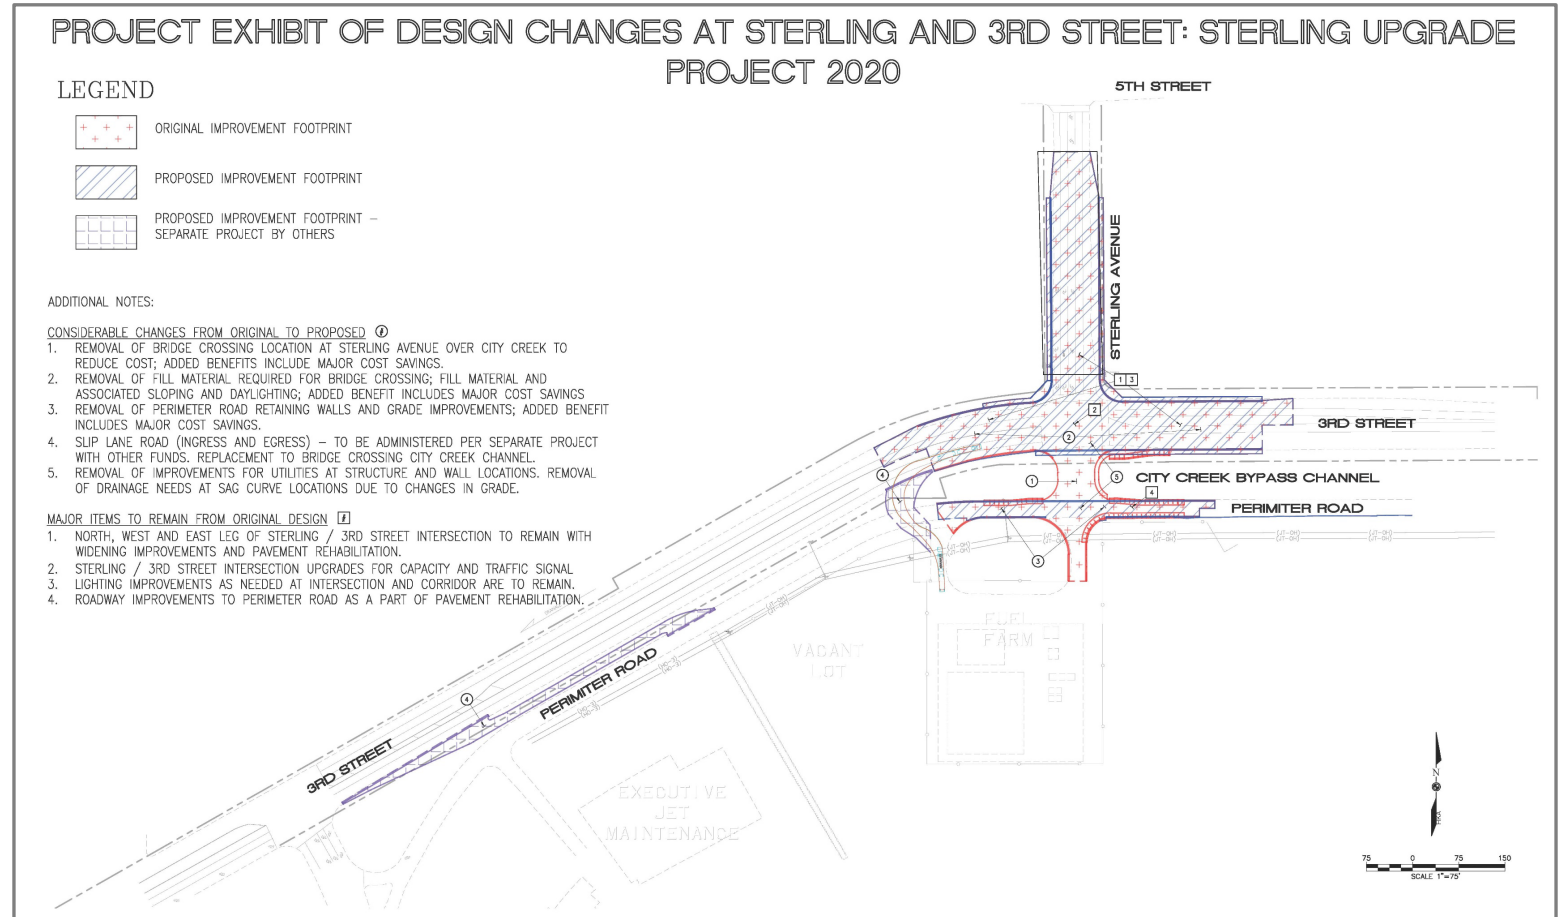 PROJECT EXHIBIT OF DESIGN CHANGES AT STERLING AND 3RD STREET: STERLING UPGRADE
PROJECT 2020
LEGEND
ORIGINAL IMPROVEMENT FOOTPRINT
PROPOSED IMPROVEMENT FOOTPRINT
PROPOSED IMPROVEMENT FOOTPRINT –
SEPARATE PROJECT BY OTHERS
ADDITIONAL NOTES:
CONSIDERABLE CHANGES FROM ORIGINAL TO PROPOSED #
1. REMOVAL OF BRIDGE CROSSING LOCATION AT STERLING AVENUE OVER CITY CREEK TO
REDUCE COST; ADDED BENEFITS INCLUDE MAJOR COST SAVINGS.
2. REMOVAL OF FILL MATERIAL REQUIRED FOR BRIDGE CROSSING; FILL MATERIAL AND
ASSOCIATED SLOPING AND DAYLIGHTING; ADDED BENEFIT INCLUDES MAJOR COST SAVINGS
3. REMOVAL OF PERIMETER ROAD RETAINING WALLS AND GRADE IMPROVEMENTS; ADDED BENEFIT
INCLUDES MAJOR COST SAVINGS.
4. SLIP LANE ROAD (INGRESS AND EGRESS) – TO BE ADMINISTERED PER SEPARATE PROJECT
WITH OTHER FUNDS. REPLACEMENT TO BRIDGE CROSSING CITY CREEK CHANNEL.
5. REMOVAL OF IMPROVEMENTS FOR UTILITIES AT STRUCTURE AND WALL LOCATIONS. REMOVAL
OF DRAINAGE NEEDS AT SAG CURVE LOCATIONS DUE TO CHANGES IN GRADE.
MAJOR ITEMS TO REMAIN FROM ORIGINAL DESIGN #
1. NORTH, WEST AND EAST LEG OF STERLING / 3RD STREET INTERSECTION TO REMAIN WITH
WIDENING IMPROVEMENTS AND PAVEMENT REHABILITATION.
2. STERLING / 3RD STREET INTERSECTION UPGRADES FOR CAPACITY AND TRAFFIC SIGNAL
3. LIGHTING IMPROVEMENTS AS NEEDED AT INTERSECTION AND CORRIDOR ARE TO REMAIN.
4. ROADWAY IMPROVEMENTS TO PERIMETER ROAD AS A PART OF PAVEMENT REHABILITATION.
5TH STREET
STERLING AVENUE
1 3
2
3RD STREET
2
4
1
5
CITY CREEK BYPASS CHANNEL
4
PERIMITER ROAD
3
FUEL
FARM
VACANT
LOT
PERIMITER ROAD
4
3RD STREET
EXECUTIVE
JET
MAINTENANCE
N
75 0 75 150
SCALE 1"=75'